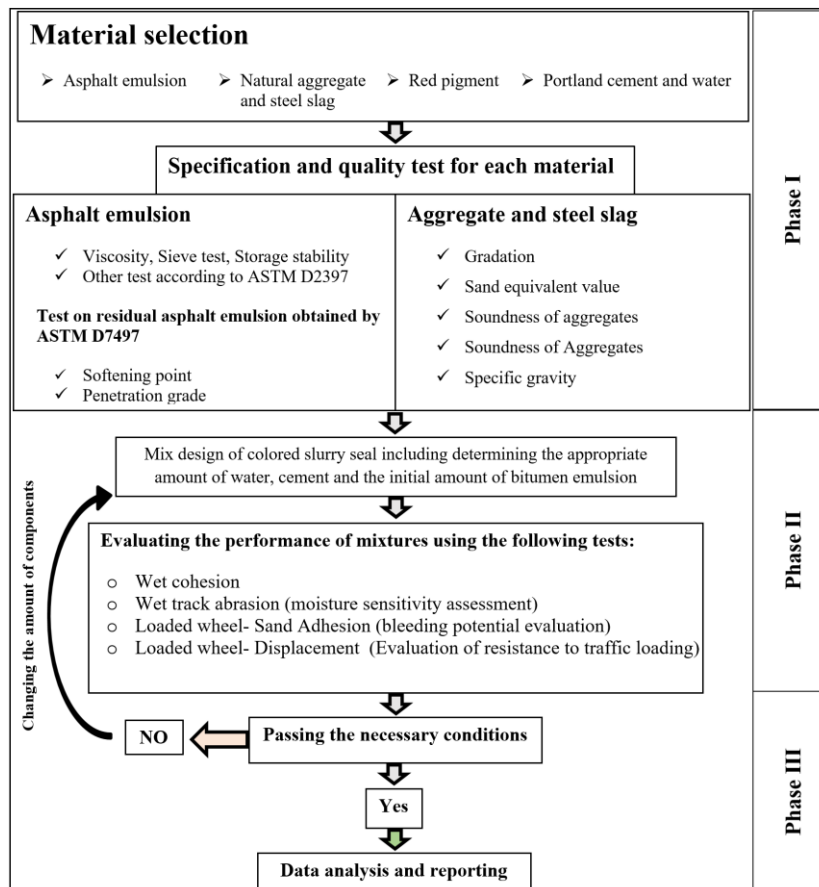 Material selection
➢ Asphalt emulsion
➢ Natural aggregate
and steel slag
➢ Red pigment
➢ Portland cement and water
Specification and quality test for each material
Asphalt emulsion
✓ Viscosity, Sieve test, Storage stability
✓ Other test according to ASTM D2397
Test on residual asphalt emulsion obtained by
ASTM D7497
✓ Softening point
✓ Penetration grade
Aggregate and steel slag
✓ Gradation
✓ Sand equivalent value
✓ Soundness of aggregates
✓ Soundness of Aggregates
✓ Specific gravity
Phase I
Mix design of colored slurry seal including determining the appropriate
amount of water, cement and the initial amount of bitumen emulsion
Evaluating the performance of mixtures using the following tests:
o Wet cohesion
o Wet track abrasion (moisture sensitivity assessment)
o Loaded wheel- Sand Adhesion (bleeding potential evaluation)
o Loaded wheel- Displacement (Evaluation of resistance to traffic loading)
Phase II
Changing the amount of components
NO
Passing the necessary conditions
Yes
Data analysis and reporting
Phase III